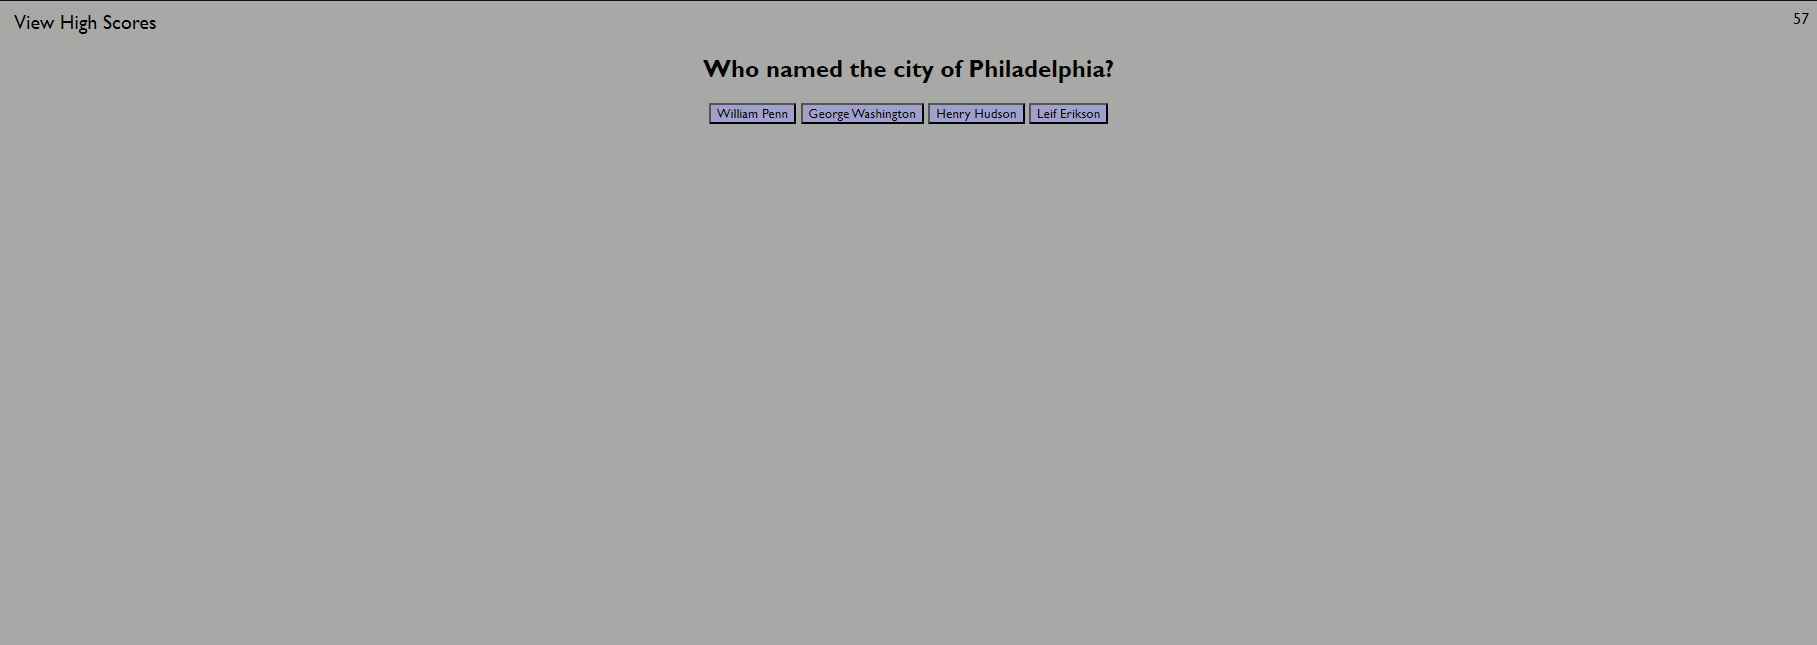 View High Scores
57
Who named the city of Philadelphia?
William Penn George Washington Henry Hudson Leif Erikson